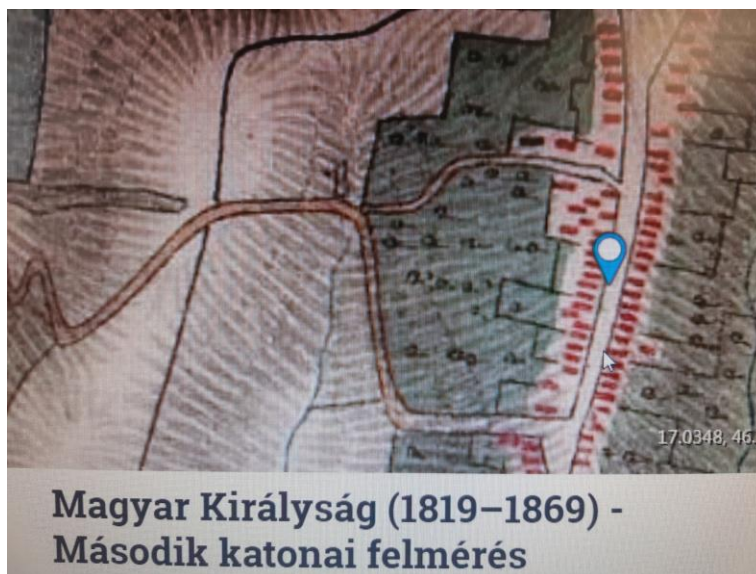 17.0348, 46.
Magyar Királyság (1819–1869) -
Második katonai felmérés